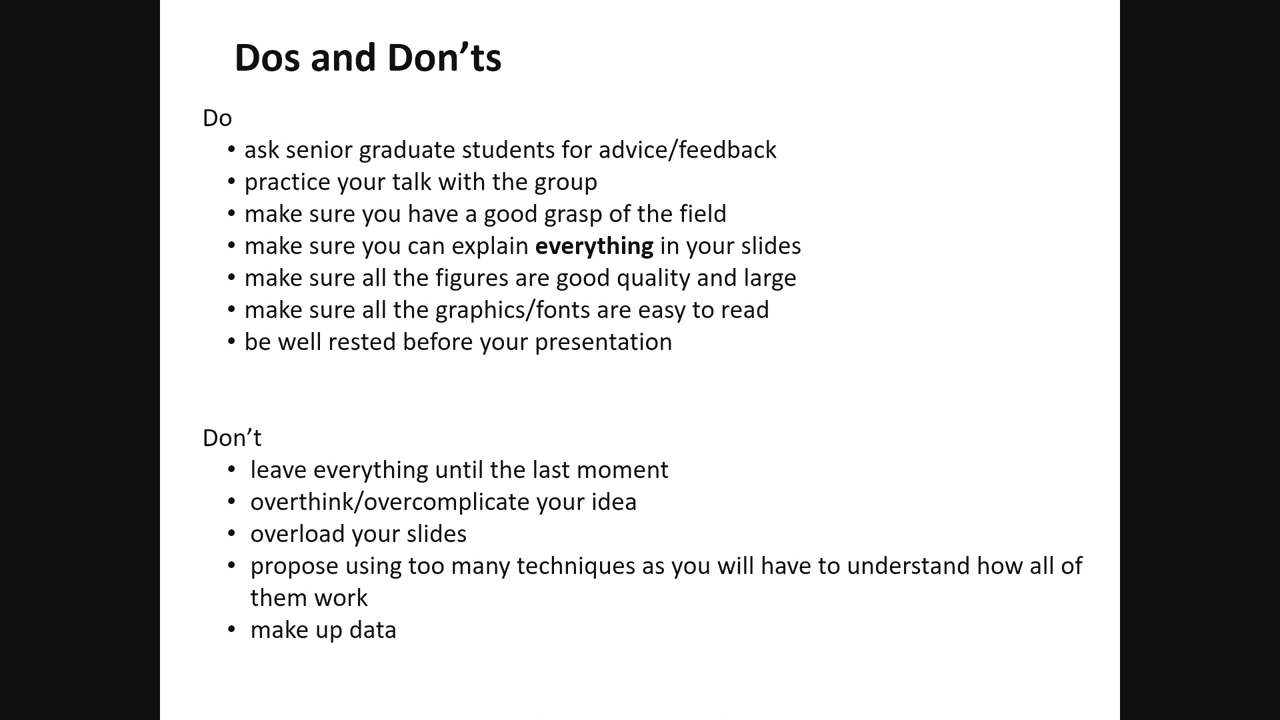 Dos and Don’ts
Do
• ask senior graduate students for advice/feedback
• practice your talk with the group
• make sure you have a good grasp of the field
• make sure you can explain everything in your slides
• make sure all the figures are good quality and large
• make sure all the graphics/fonts are easy to read
• be well rested before your presentation
Don’t
• leave everything until the last moment
• overthink/overcomplicate your idea
• overload your slides
• propose using too many techniques as you will have to understand how all of
them work
• make up data